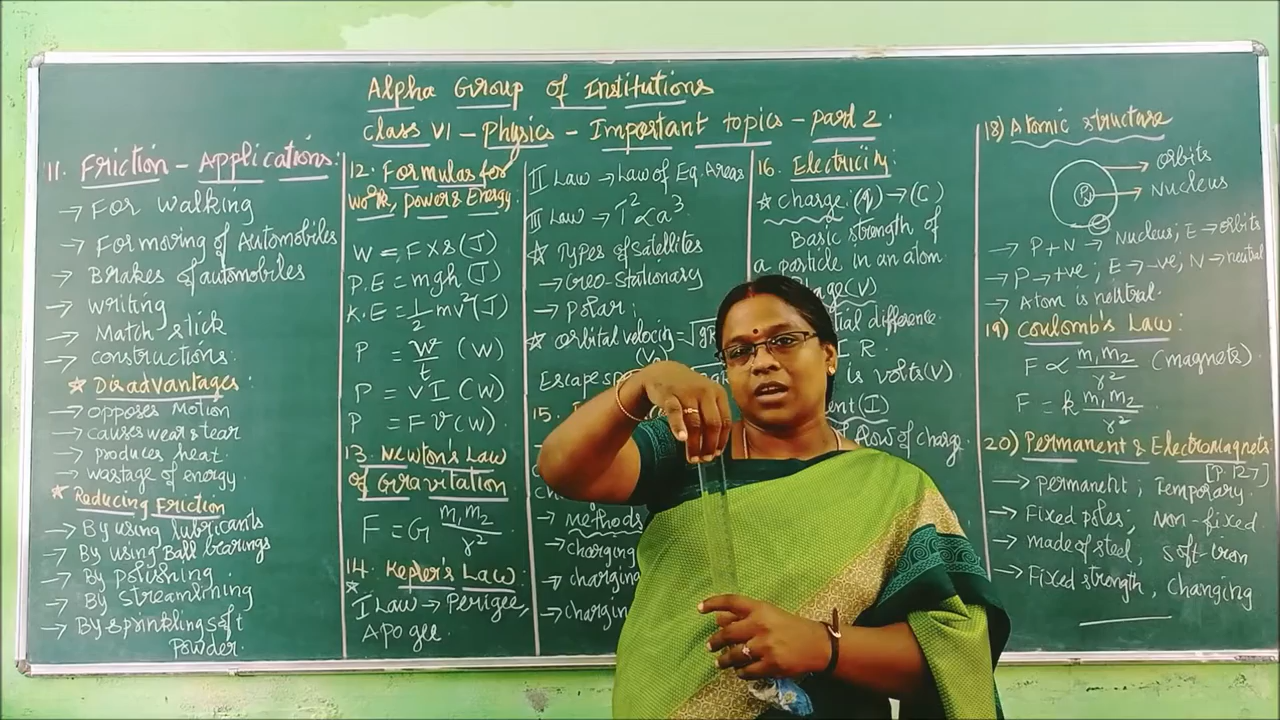 Alpha Group of Institutions
Class VI - Physics - Important topics - part 2.
11. Friction - Applications:
→ For walking
→ For moving of Automobiles
→ Brakes of automobiles
→ writing
→ Match stick
→ constructions.
* Disadvantages:
→ opposes Motion
→ causes wear & tear
→ produces heat.
→ wastage of energy
* Reducing Friction
→ By using lubricants
→ By using Ball bearings
→ By polishing
→ By streamlining
→ By sprinkling soft
powder.
12. Formulas for
work, power & Energy:
W = F x s (J)
P.E = mgh (J)
K.E = 1/2 mv² (J)
P = w/t (W)
P = VI (W)
P = Fv (W).
13. Newton's Law
of Gravitation
F = G m₁m₂/r²
14. Kepler's Law:
* I Law → Perigee,
Apogee.
II Law → Law of Eq. Areas
III Law → T² ∝ a³.
* Types of Satellites
→ Geo-Stationary
→ Polar:
* orbital velocity = √gR
(V₀)
Escape
15.
→ methods
→ charging
→ charging
→ charging
16. Electricity:
* charge: (q) → (C)
Basic strength of
a particle in an atom
(V)
difference.
I R.
is volts (V)
(I)
flow of charge.
18) Atomic structure
→ orbits
→ Nucleus
PN
→ P+N → Nucleus; E → orbits
→ P → +ve; E → -ve; N → neutral
→ Atom is neutral.
19) Coulomb's Law:
F ∝ m₁m₂/r² (magnets).
F = k m₁m₂/r².
20) Permanent & Electromagnets
[P. 127]
→ permanent; Temporary.
→ Fixed poles; Non-fixed
→ made of steel, soft iron
→ Fixed strength, Changing